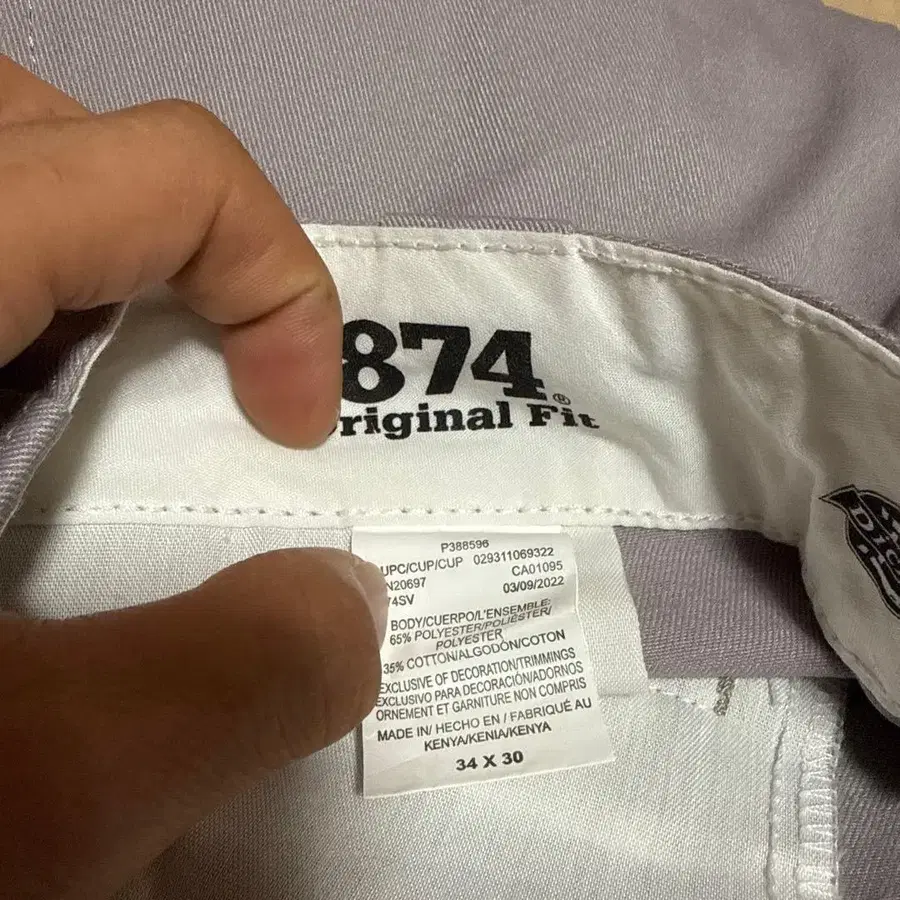 874®
Original Fit
P388596
UPC/CUP/CUP 029311069322
N20697 CA01095
74SV 03/09/2022
BODY/CUERPO/L'ENSEMBLE:
65% POLYESTER/POLIÉSTER/
POLYESTER
35% COTTON/ALGODÓN/COTON
EXCLUSIVE OF DECORATION/TRIMMINGS
EXCLUSIVO PARA DECORACIÓN/ADORNOS
ORNEMENT ET GARNITURE NON COMPRIS
MADE IN/ HECHO EN / FABRIQUÉ AU
KENYA/KENIA/KENYA
34 X 30